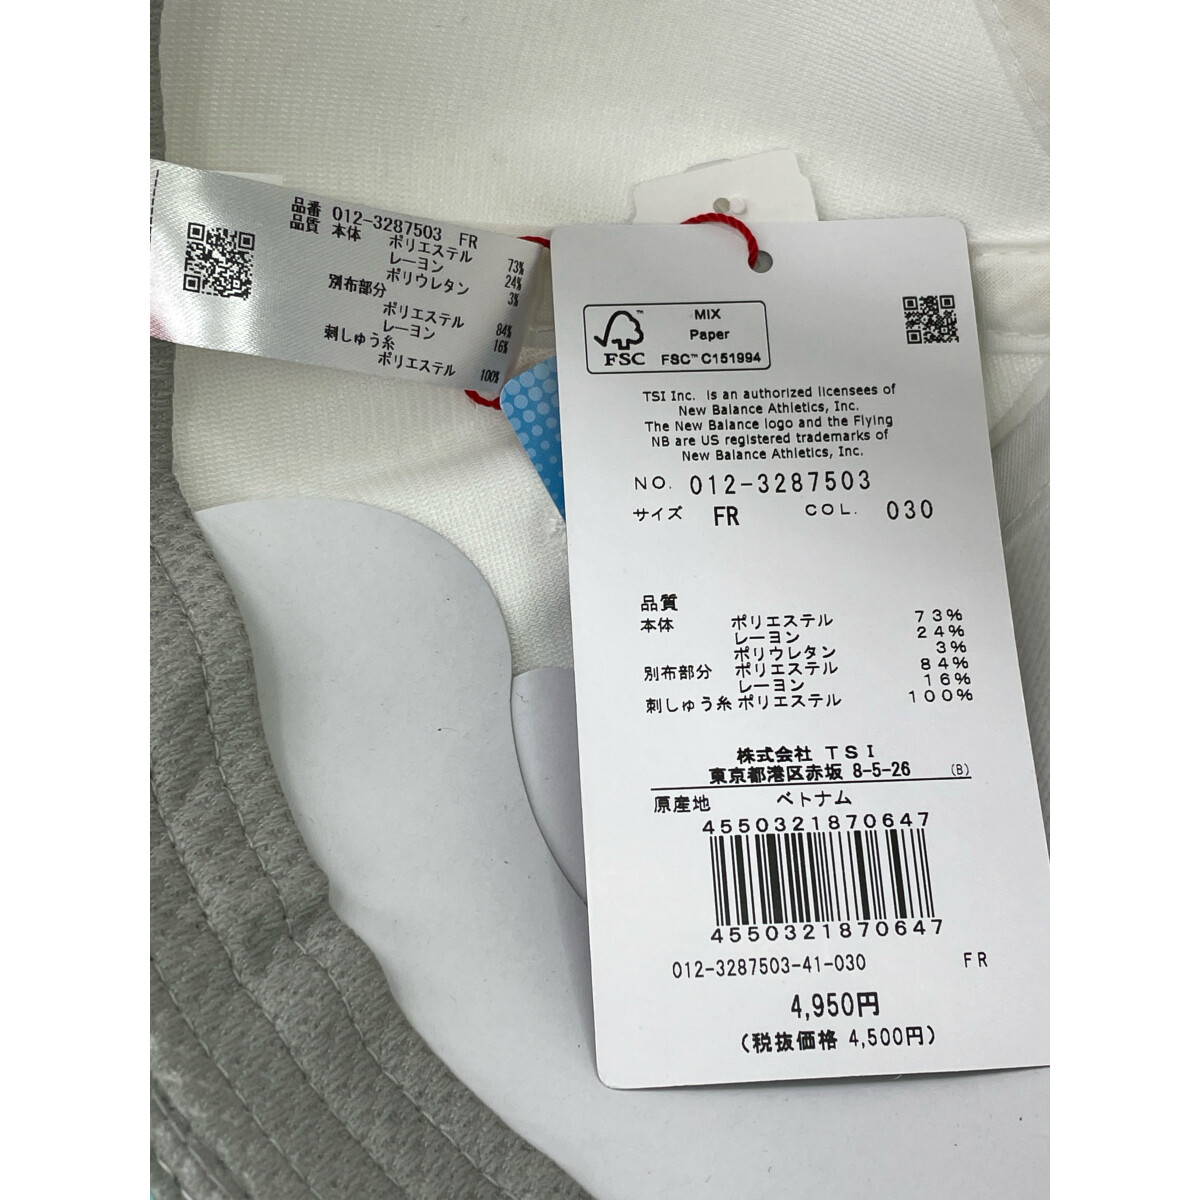 品番 012-3287503 FR
品質 本体 ポリエステル 73%
レーヨン 24%
ポリウレタン 3%
別布部分
ポリエステル 84%
レーヨン 16%
刺しゅう糸
ポリエステル 100%
FSC™
MIX
Paper
FSC™ C151994
TSI Inc. is an authorized licensees of
New Balance Athletics, Inc.
The New Balance logo and the Flying
NB are US registered trademarks of
New Balance Athletics, Inc.
NO. 012-3287503
サイズ FR COL. 030
品質
本体 ポリエステル 73%
レーヨン 24%
ポリウレタン 3%
別布部分 ポリエステル 84%
レーヨン 16%
刺しゅう糸 ポリエステル 100%
株式会社 TSI
東京都港区赤坂 8-5-26 (B)
原産地 ベトナム
4550321870647
4550321870647
012-3287503-41-030 FR
4,950円
(税抜価格 4,500円)